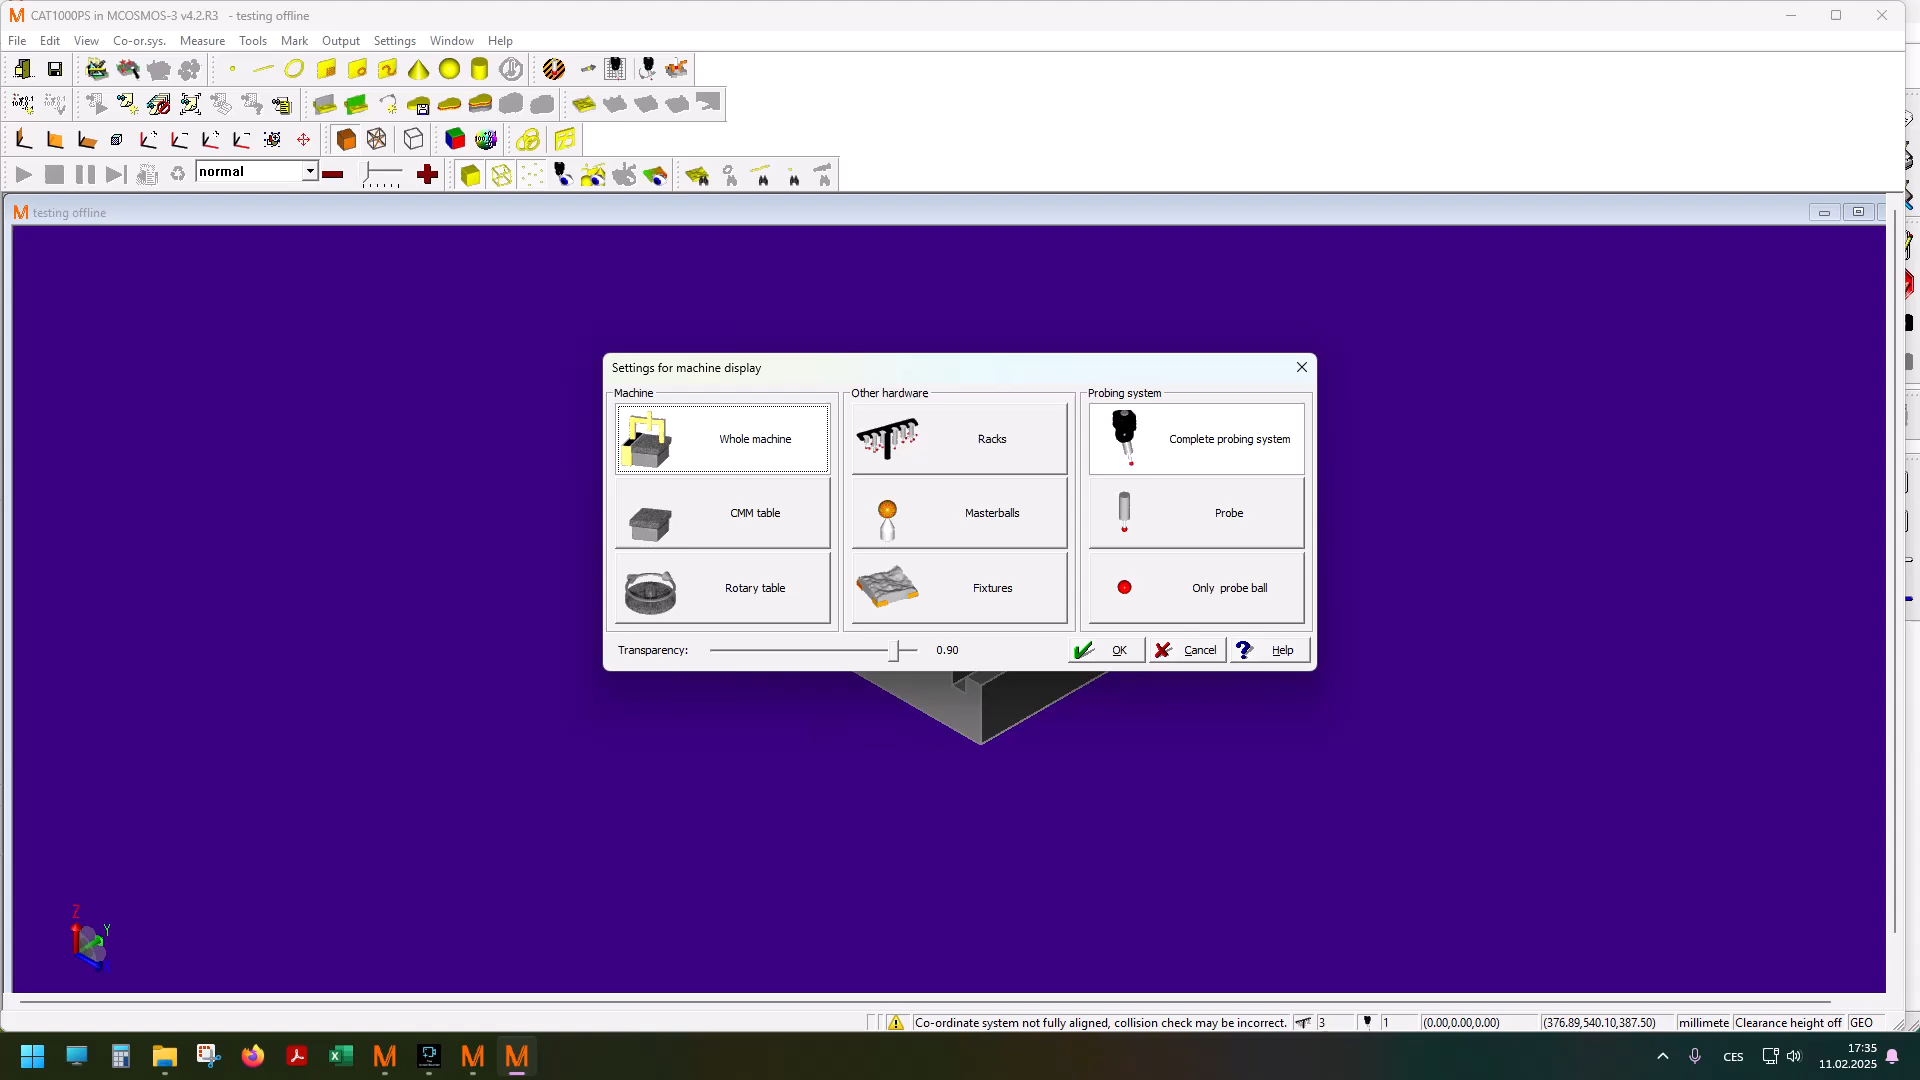 CAT1000PS in MCOSMOS-3 v4.2.R3 - testing offline
File Edit View Co-or.sys. Measure Tools Mark Output Settings Window Help
normal
testing offline
Settings for machine display
Machine
Other hardware
Probing system
Whole machine
Racks
Complete probing system
CMM table
Masterballs
Probe
Rotary table
Fixtures
Only probe ball
Transparency:
0.90
OK
Cancel
Help
Z
Y
Co-ordinate system not fully aligned, collision check may be incorrect.
3
1
(0.00,0.00,0.00)
(376.89,540.10,387.50)
millimete
Clearance height off
GEO
CES
17:35
11.02.2025